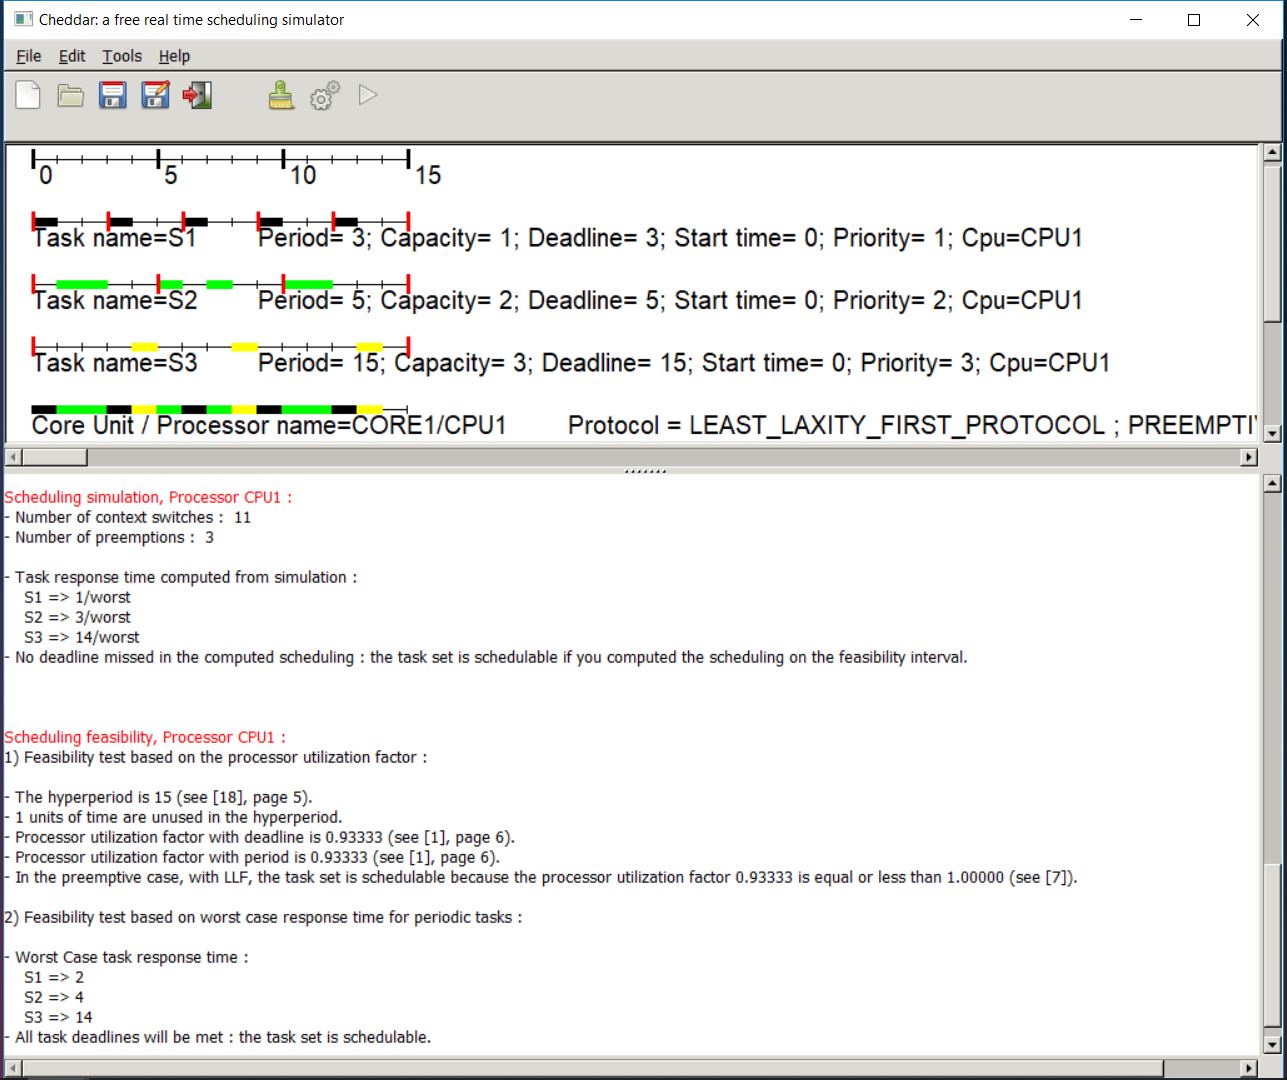 Cheddar: a free real time scheduling simulator
File Edit Tools Help
0 5 10 15
Task name=S1 Period= 3; Capacity= 1; Deadline= 3; Start time= 0; Priority= 1; Cpu=CPU1
Task name=S2 Period= 5; Capacity= 2; Deadline= 5; Start time= 0; Priority= 2; Cpu=CPU1
Task name=S3 Period= 15; Capacity= 3; Deadline= 15; Start time= 0; Priority= 3; Cpu=CPU1
Core Unit / Processor name=CORE1/CPU1 Protocol = LEAST_LAXITY_FIRST_PROTOCOL ; PREEMPTI
Scheduling simulation, Processor CPU1 :
- Number of context switches : 11
- Number of preemptions : 3
- Task response time computed from simulation :
S1 => 1/worst
S2 => 3/worst
S3 => 14/worst
- No deadline missed in the computed scheduling : the task set is schedulable if you computed the scheduling on the feasibility interval.
Scheduling feasibility, Processor CPU1 :
1) Feasibility test based on the processor utilization factor :
- The hyperperiod is 15 (see [18], page 5).
- 1 units of time are unused in the hyperperiod.
- Processor utilization factor with deadline is 0.93333 (see [1], page 6).
- Processor utilization factor with period is 0.93333 (see [1], page 6).
- In the preemptive case, with LLF, the task set is schedulable because the processor utilization factor 0.93333 is equal or less than 1.00000 (see [7]).
2) Feasibility test based on worst case response time for periodic tasks :
- Worst Case task response time :
S1 => 2
S2 => 4
S3 => 14
- All task deadlines will be met : the task set is schedulable.